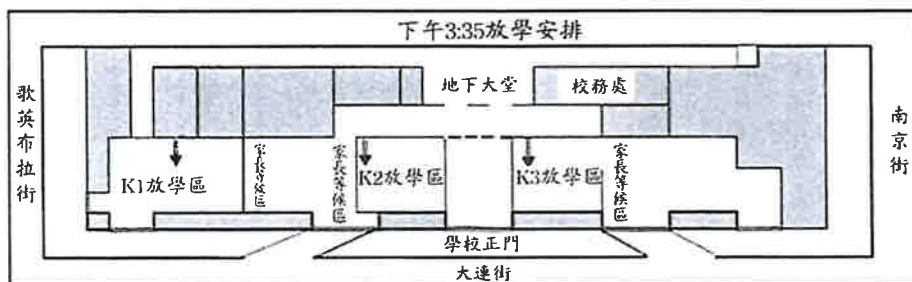 下午3:35放學安排
地下大堂
校務處
歌英布拉街
南京街
家長等候區
家長等候區
家長等候區
K1放學區
K2放學區
K3放學區
學校正門
大連街